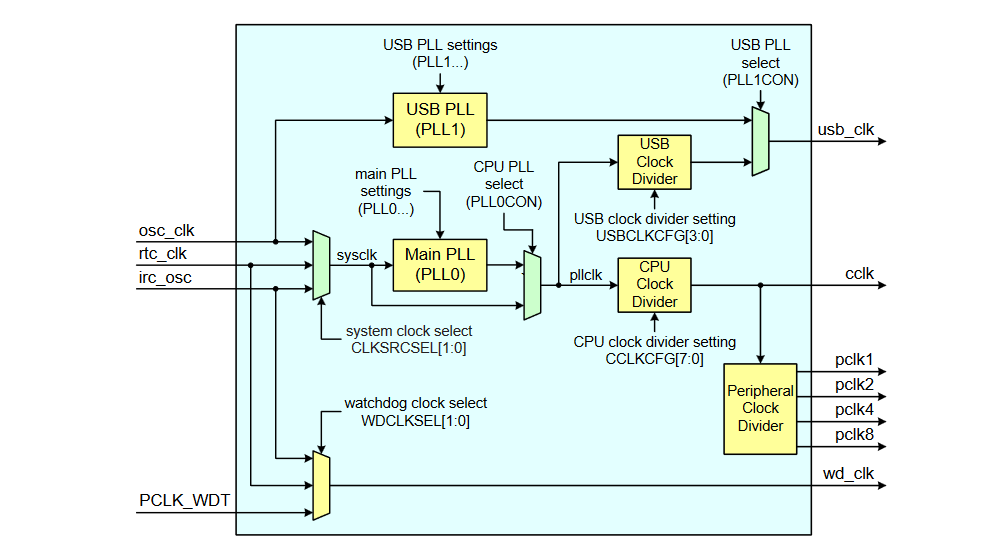 USB PLL settings
(PLL1...)
USB PLL
select
(PLL1CON)
USB PLL
(PLL1)
usb_clk
USB
Clock
Divider
main PLL
settings
(PLL0...)
CPU PLL
select
(PLL0CON)
USB clock divider setting
USBCLKCFG[3:0]
osc_clk
rtc_clk
irc_osc
sysclk
Main PLL
(PLL0)
pllclk
CPU
Clock
Divider
cclk
system clock select
CLKSRCSEL[1:0]
CPU clock divider setting
CCLKCFG[7:0]
Peripheral
Clock
Divider
pclk1
pclk2
pclk4
pclk8
watchdog clock select
WDCLKSEL[1:0]
wd_clk
PCLK_WDT